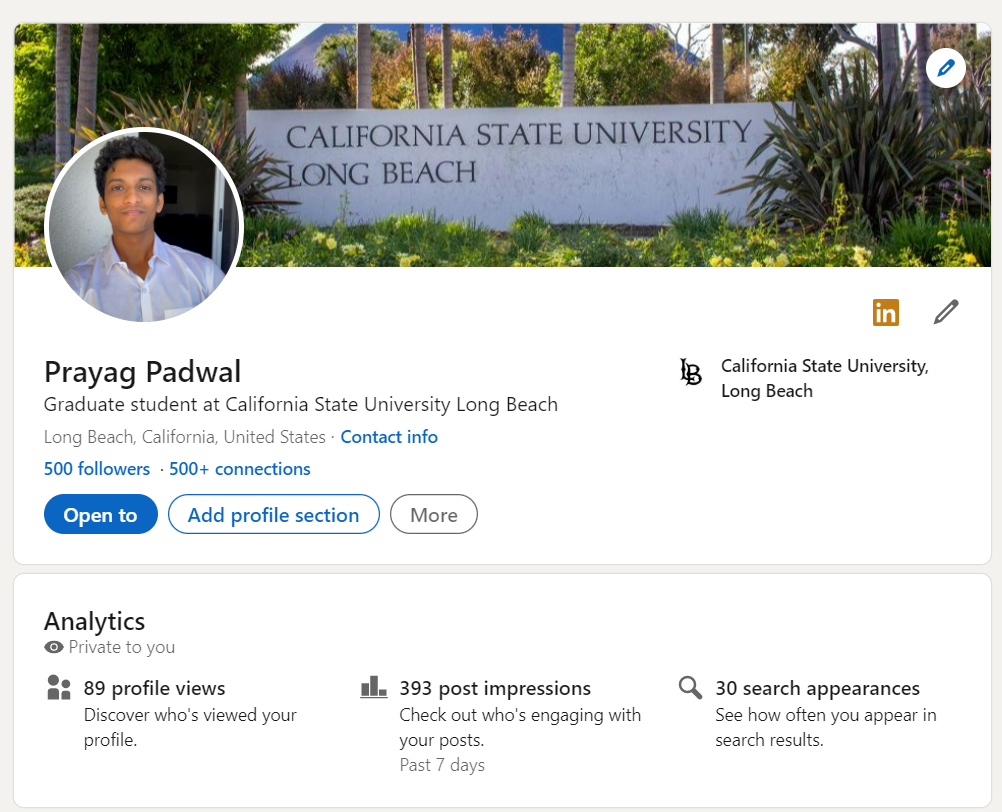 CALIFORNIA STATE UNIVERSITY
LONG BEACH
in
Prayag Padwal
Graduate student at California State University Long Beach
Long Beach, California, United States · Contact info
500 followers · 500+ connections
Open to
Add profile section
More
LB
California State University,
Long Beach
Analytics
Private to you
89 profile views
Discover who's viewed your
profile.
393 post impressions
Check out who's engaging with
your posts.
Past 7 days
30 search appearances
See how often you appear in
search results.